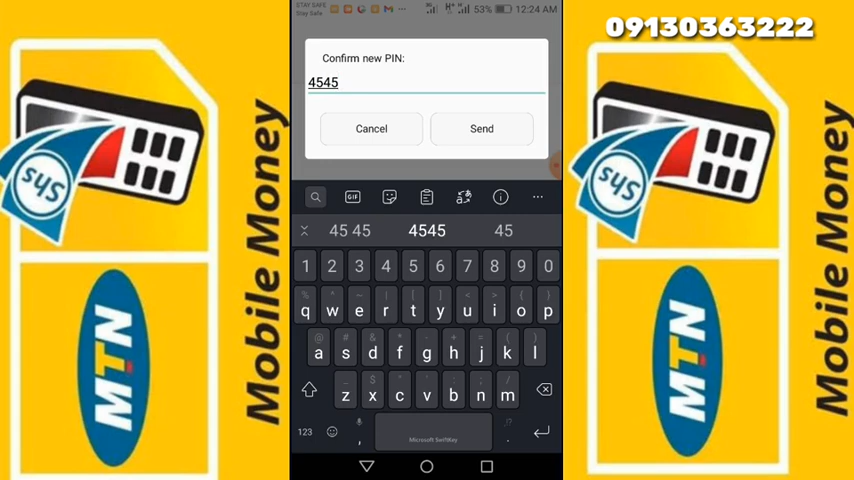 09130363222
STAY SAFE
Stay Safe
53%
12:24 AM
Confirm new PIN:
4545
Cancel
Send
GIF
45 45
4545
45
1 2 3 4 5 6 7 8 9 0
q w e r t y u i o p
a s d f g h j k l
z x c v b n m
123
Microsoft SwiftKey
shs
MTN
Mobile Money
shs
MTN
Mobile Money